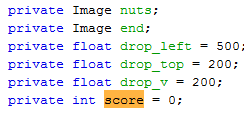 private Image nuts;
private Image end;
private float drop_left = 500;
private float drop_top = 200;
private float drop_v = 200;
private int score = 0;